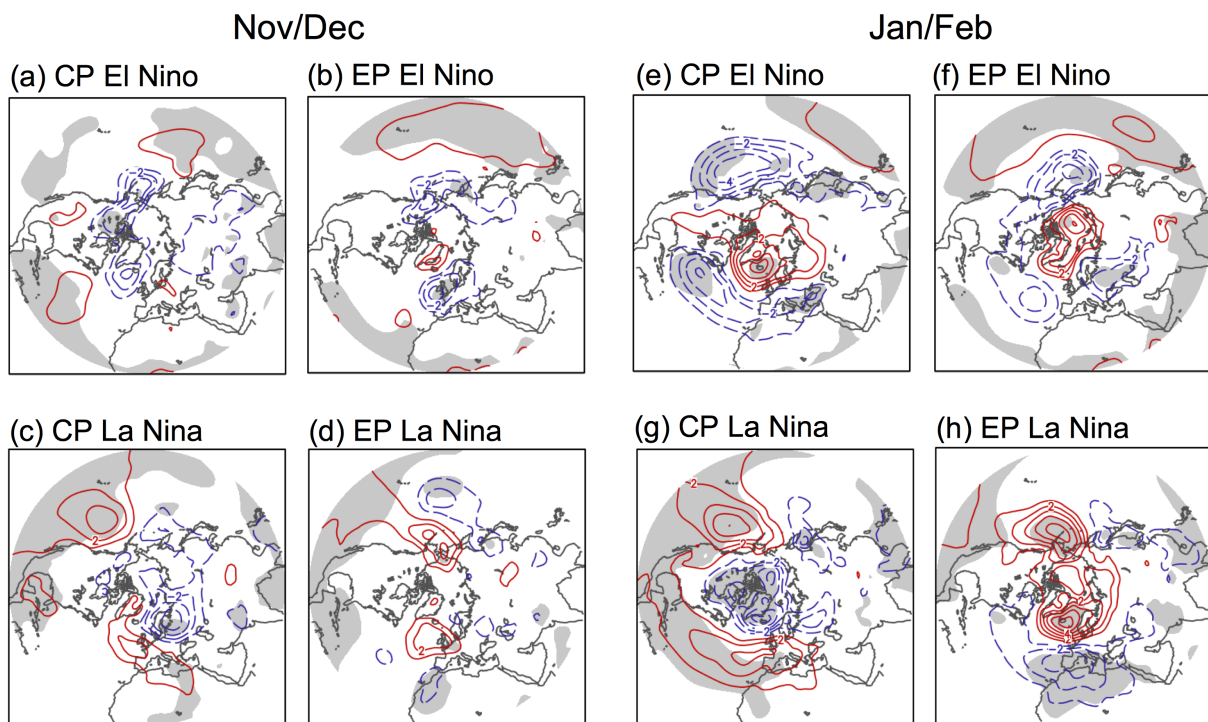 Nov/Dec
Jan/Feb
(a) CP El Nino
(b) EP El Nino
(e) CP El Nino
(f) EP El Nino
(c) CP La Nina
(d) EP La Nina
(g) CP La Nina
(h) EP La Nina